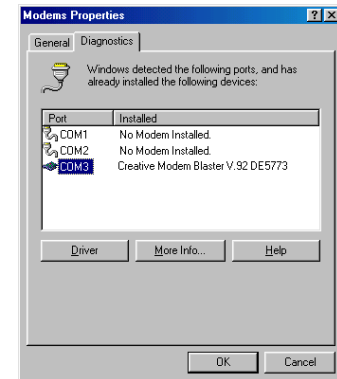 Modems Properties
General Diagnostics
Windows detected the following ports, and has
already installed the following devices:
Port Installed
COM1 No Modem Installed.
COM2 No Modem Installed.
COM3 Creative Modem Blaster V.92 DE5773
Driver More Info... Help
OK Cancel